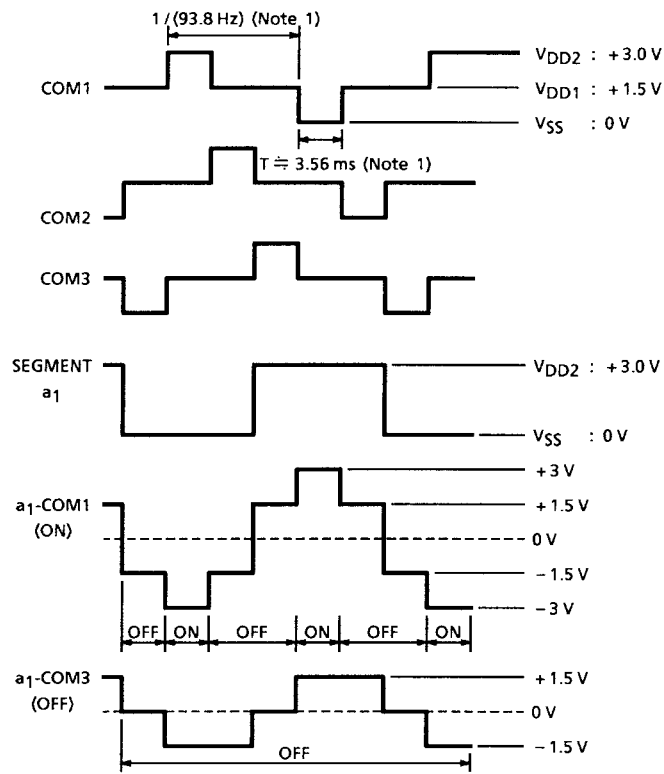 1 / (93.8 Hz) (Note 1)
COM1
VDD2 : +3.0 V
VDD1 : +1.5 V
VSS : 0 V
T ≒ 3.56 ms (Note 1)
COM2
COM3
SEGMENT
a1
VDD2 : +3.0 V
VSS : 0 V
a1-COM1
(ON)
+3 V
+1.5 V
0 V
−1.5 V
−3 V
OFF ON OFF ON OFF ON
a1-COM3
(OFF)
+1.5 V
0 V
−1.5 V
OFF